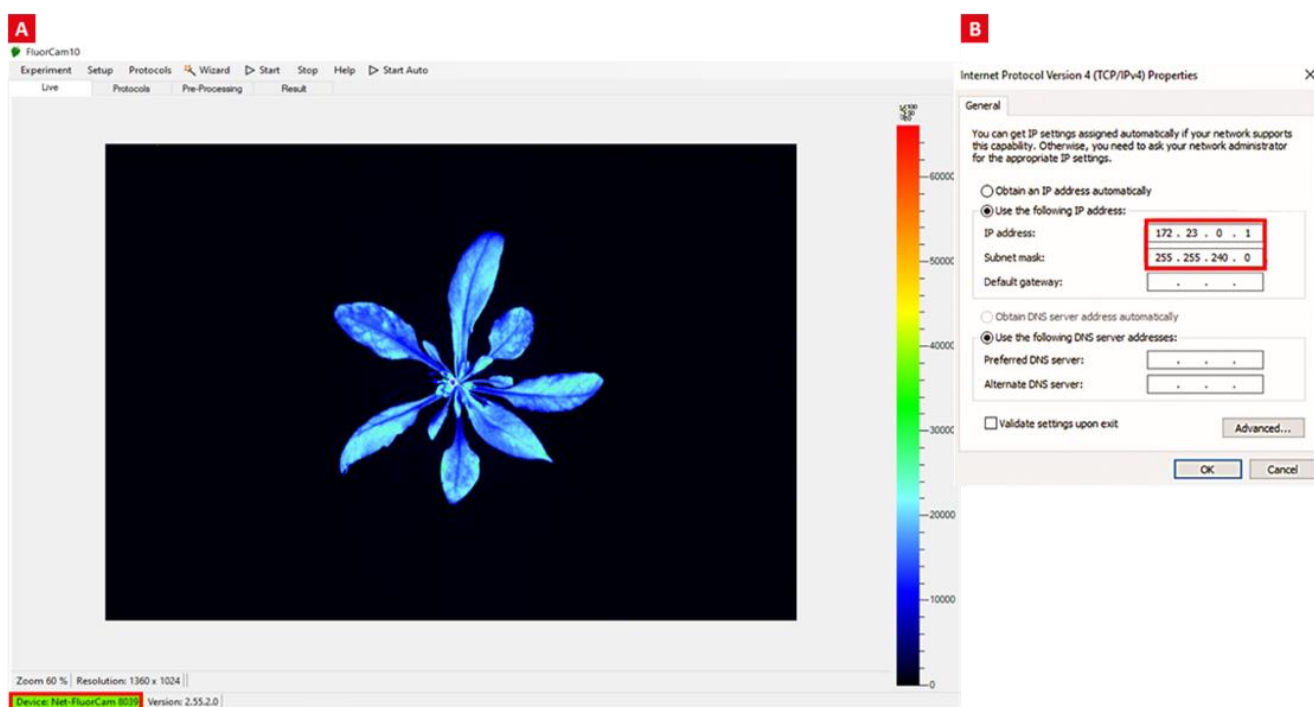 A
FluorCam10
Experiment Setup Protocols Wizard Start Stop Help Start Auto
Live Protocols Pre-Processing Result
60000
50000
40000
30000
20000
10000
0
Zoom 60 % Resolution: 1360 x 1024
Device: Net-FluorCam 8039 Version: 2.55.2.0
B
Internet Protocol Version 4 (TCP/IPv4) Properties
General
You can get IP settings assigned automatically if your network supports
this capability. Otherwise, you need to ask your network administrator
for the appropriate IP settings.
Obtain an IP address automatically
Use the following IP address:
IP address: 172 . 23 . 0 . 1
Subnet mask: 255 . 255 . 240 . 0
Default gateway: . . .
Obtain DNS server address automatically
Use the following DNS server addresses:
Preferred DNS server: . . .
Alternate DNS server: . . .
Validate settings upon exit
Advanced...
OK Cancel